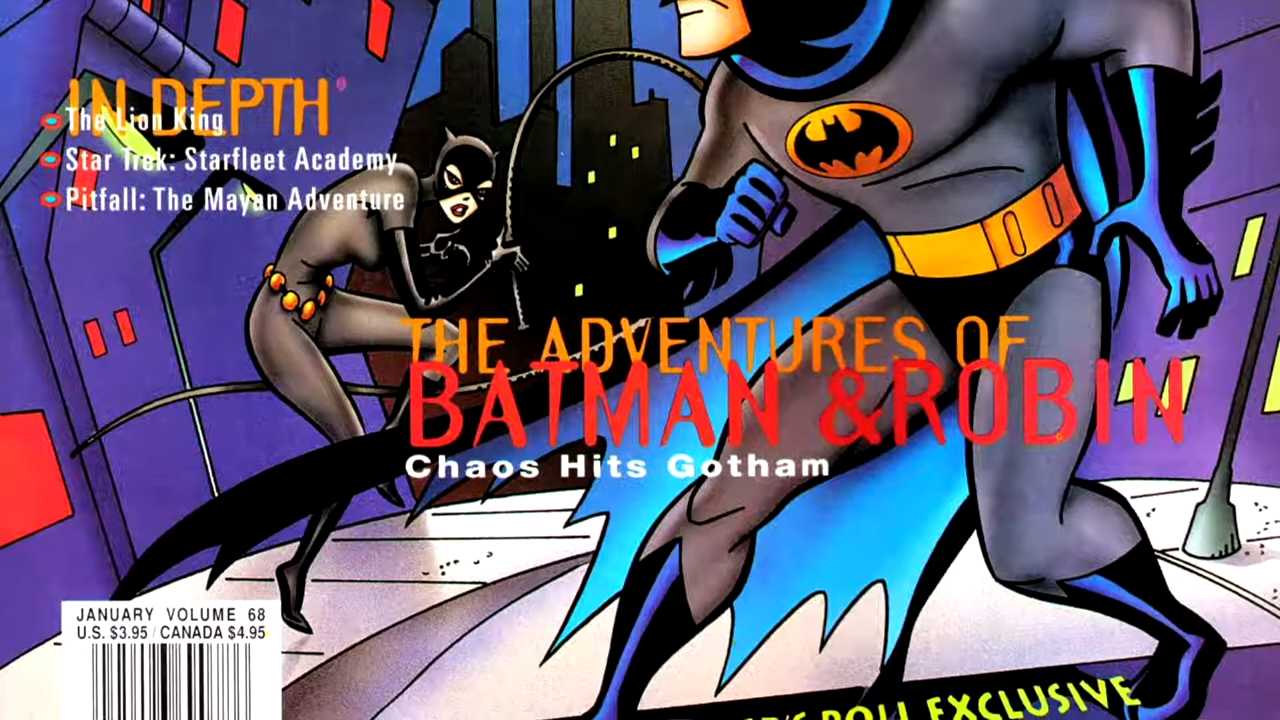 IN DEPTH
The Lion King
Star Trek: Starfleet Academy
Pitfall: The Mayan Adventure
THE ADVENTURES OF
BATMAN & ROBIN
Chaos Hits Gotham
JANUARY VOLUME 68
U.S. $3.95 / CANADA $4.95
POLL EXCLUSIVE